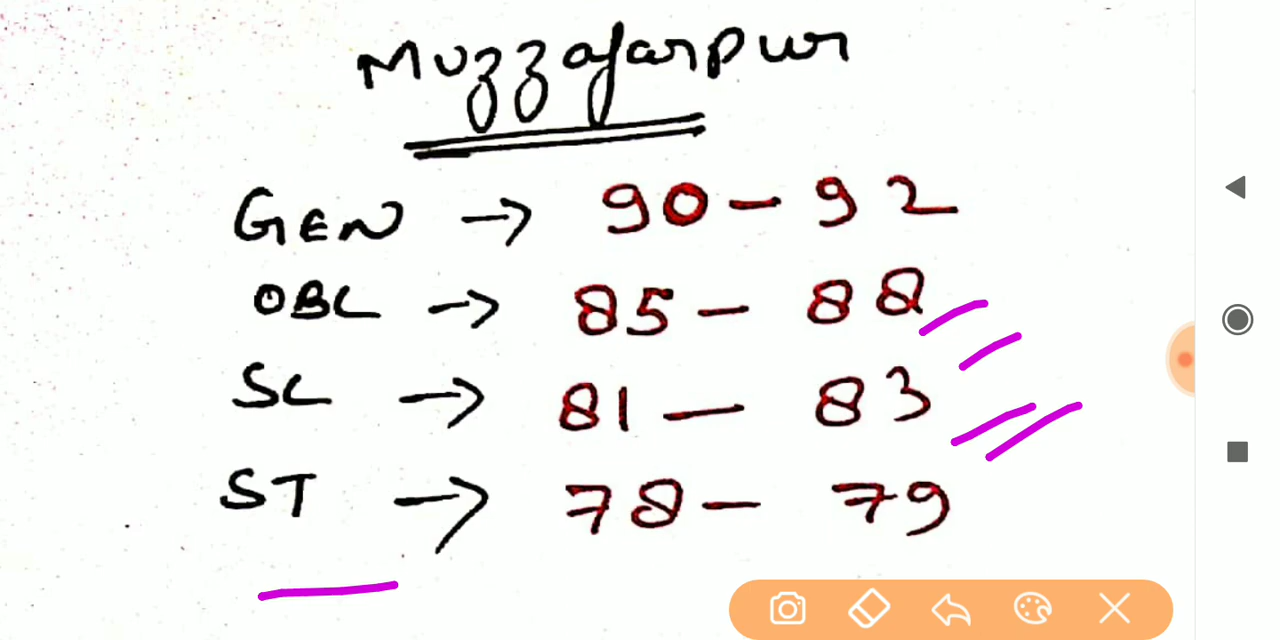 Muzzafarpur
GEN → 90 - 92
OBC → 85 - 88
SC → 81 - 83
ST → 78 - 79